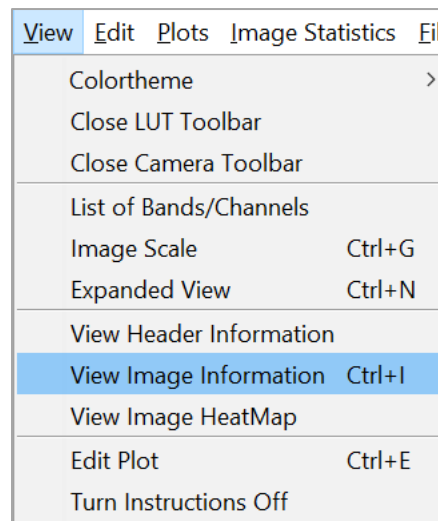 View Edit Plots Image Statistics Fil
Colortheme >
Close LUT Toolbar
Close Camera Toolbar
List of Bands/Channels
Image Scale Ctrl+G
Expanded View Ctrl+N
View Header Information
View Image Information Ctrl+I
View Image HeatMap
Edit Plot Ctrl+E
Turn Instructions Off